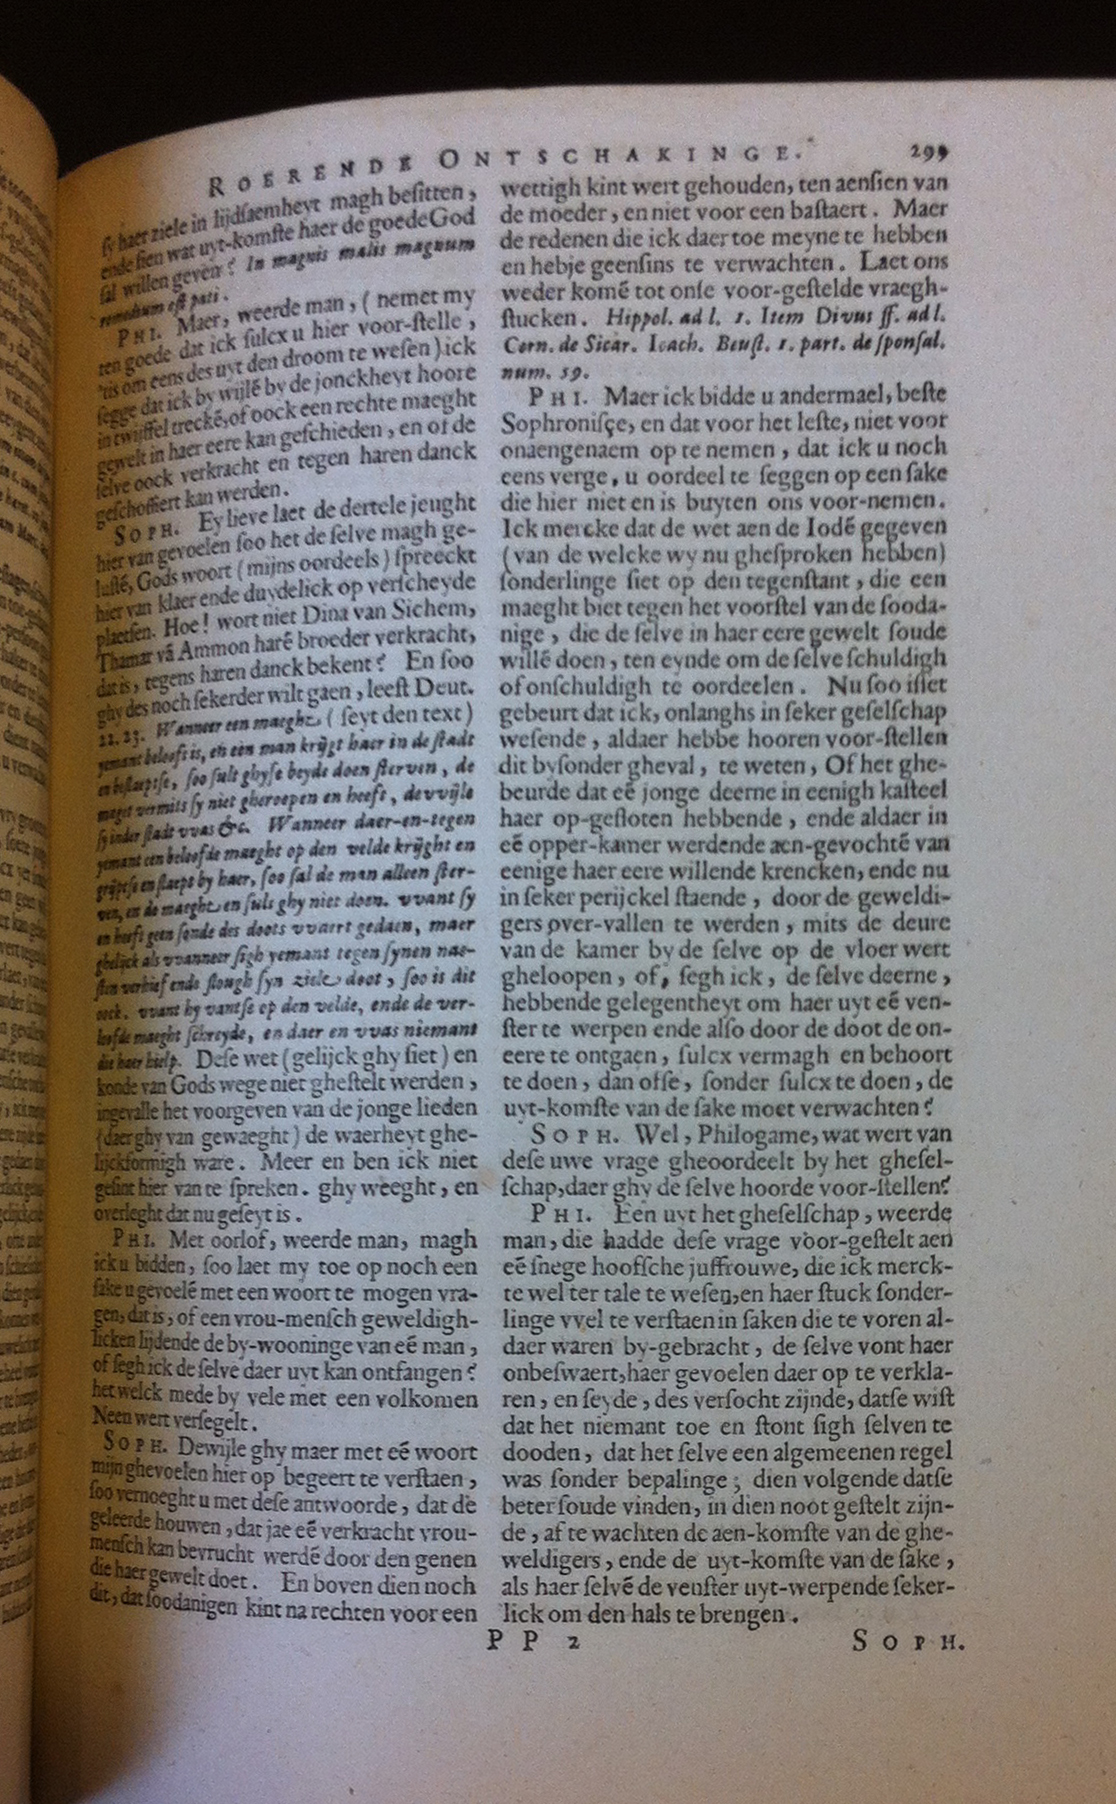 ROERENDE ONTSCHAKINGE. 299
sy haer ziele in lijdsaemheyt magh besitten,
ende sien wat uyt-komste haer de goede God
sal willen geven? In magnis malis magnum
remedium est pati.
PHI. Maer, weerde man, (nemet my
ten goede dat ick sulcx u hier voor-stelle,
'tis om eens des uyt den droom te wesen) ick
segge dat ick by wijlē by de jonckheyt hoore
in twijffel treckē, of oock een rechte maeght
gewelt in haer eere kan geschieden, en of de
selve oock verkracht en tegen haren danck
geschoffiert kan werden.
SOPH. Ey lieve laet de dertele jeught
hier van gevoelen soo het de selve magh ge-
lustē, Gods woort (mijns oordeels) spreeckt
hier van klaer ende duydelick op verscheyde
plaetsen. Hoe! wort niet Dina van Sichem,
Thamar vā Ammon harē broeder verkracht,
dat is, tegens haren danck bekent? En soo
ghy des noch sekerder wilt gaen, leest Deut.
22.23. Wanneer een maeght, (seyt den text)
yemant belooft is, en een man krijgt haer in de stadt
en beslaeptse, soo sult ghyse beyde doen sterven, de
maget vermits sy niet gheroepen en heeft, dewijle
sy inder stadt was &c. Wanneer daer-en-tegen
yemant een beloofde maeght op den velde krijght en
grijptse en slaept by haer, soo sal de man alleen ster-
ven, en de maeght en suls ghy niet doen. want sy
en heeft geen sonde des doots waert gedaen, maer
ghelijck als wanneer sigh yemant tegen synen nae-
sten verhief ende slough syn ziele doot, soo is dit
oock. want hy vantse op den velde, ende de ver-
loofde maeght schreyde, en daer en was niemant
die haer hielp. Dese wet (gelijck ghy siet) en
konde van Gods wege niet ghestelt werden,
ingevalle het voorgeven van de jonge lieden
(daer ghy van gewaeght) de waerheyt ghe-
lijckformigh ware. Meer en ben ick niet
gesint hier van te spreken. ghy weeght, en
overleght dat nu geseyt is.
PHI. Met oorlof, weerde man, magh
ick u bidden, soo laet my toe op noch een
sake u gevoelē met een woort te mogen vra-
gen, dat is, of een vrou-mensch geweldigh-
licken lijdende de by-wooninge van eē man,
of segh ick de selve daer uyt kan ontfangen?
het welck mede by vele met een volkomen
Neen wert versegelt.
SOPH. Dewijle ghy maer met eē woort
mijn ghevoelen hier op begeert te verstaen,
soo vernoeght u met dese antwoorde, dat de
geleerde houwen, dat jae eē verkracht vrou-
mensch kan bevrucht werdē door den genen
die haer gewelt doet. En boven dien noch
dit, dat soodanigen kint na rechten voor een
wettigh kint wert gehouden, ten aensien van
de moeder, en niet voor een bastaert. Maer
de redenen die ick daer toe meyne te hebben
en hebje geensins te verwachten. Laet ons
weder komē tot onse voor-gestelde vraegh-
stucken. Hippol. ad l. 1. Item Divus ff. ad l.
Corn. de Sicar. Ioach. Beust. 1. part. de sponsal.
num. 59.
PHI. Maer ick bidde u andermael, beste
Sophronisçe, en dat voor het leste, niet voor
onaengenaem op te nemen, dat ick u noch
eens verge, u oordeel te seggen op een sake
die hier niet en is buyten ons voor-nemen.
Ick mercke dat de wet aen de Iodē gegeven
(van de welcke wy nu ghesproken hebben)
sonderlinge siet op den tegenstant, die een
maeght biet tegen het voorstel van de sooda-
nige, die de selve in haer eere gewelt soude
willē doen, ten eynde om de selve schuldigh
of onschuldigh te oordeelen. Nu soo isset
gebeurt dat ick, onlanghs in seker geselschap
wesende, aldaer hebbe hooren voor-stellen
dit bysonder gheval, te weten, Of het ghe-
beurde dat eē jonge deerne in eenigh kasteel
haer op-gesloten hebbende, ende aldaer in
eē opper-kamer werdende aen-gevochtē van
eenige haer eere willende krencken, ende nu
in seker perijckel staende, door de geweldi-
gers over-vallen te werden, mits de deure
van de kamer by de selve op de vloer wert
gheloopen, of, segh ick, de selve deerne,
hebbende gelegentheyt om haer uyt eē ven-
ster te werpen ende also door de doot de on-
eere te ontgaen, sulcx vermagh en behoort
te doen, dan ofse, sonder sulcx te doen, de
uyt-komste van de sake moet verwachten?
SOPH. Wel, Philogame, wat wert van
dese uwe vrage gheoordeelt by het ghesel-
schap, daer ghy de selve hoorde voor-stellen?
PHI. Een uyt het gheselschap, weerde
man, die hadde dese vrage voor-gestelt aen
eē snege hoofsche juffrouwe, die ick merck-
te wel ter tale te wesen, en haer stuck sonder-
linge wel te verstaen in saken die te voren al-
daer waren by-gebracht, de selve vont haer
onbeswaert, haer gevoelen daer op te verkla-
ren, en seyde, des versocht zijnde, datse wist
dat het niemant toe en stont sigh selven te
dooden, dat het selve een algemeenen regel
was sonder bepalinge; dien volgende datse
beter soude vinden, in dien noot gestelt zijn-
de, af te wachten de aen-komste van de ghe-
weldigers, ende de uyt-komste van de sake,
als haer selvē de venster uyt-werpende seker-
lick om den hals te brengen.
PP 2 SOPH.